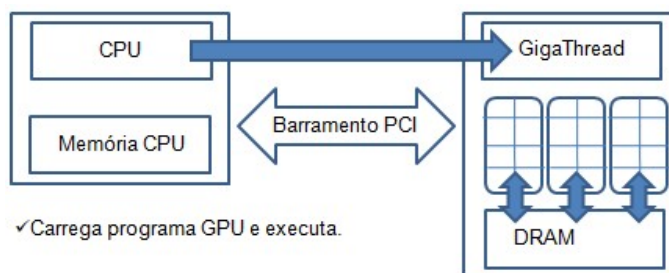 CPU
GigaThread
Barramento PCI
Memória CPU
✓Carrega programa GPU e executa.
DRAM